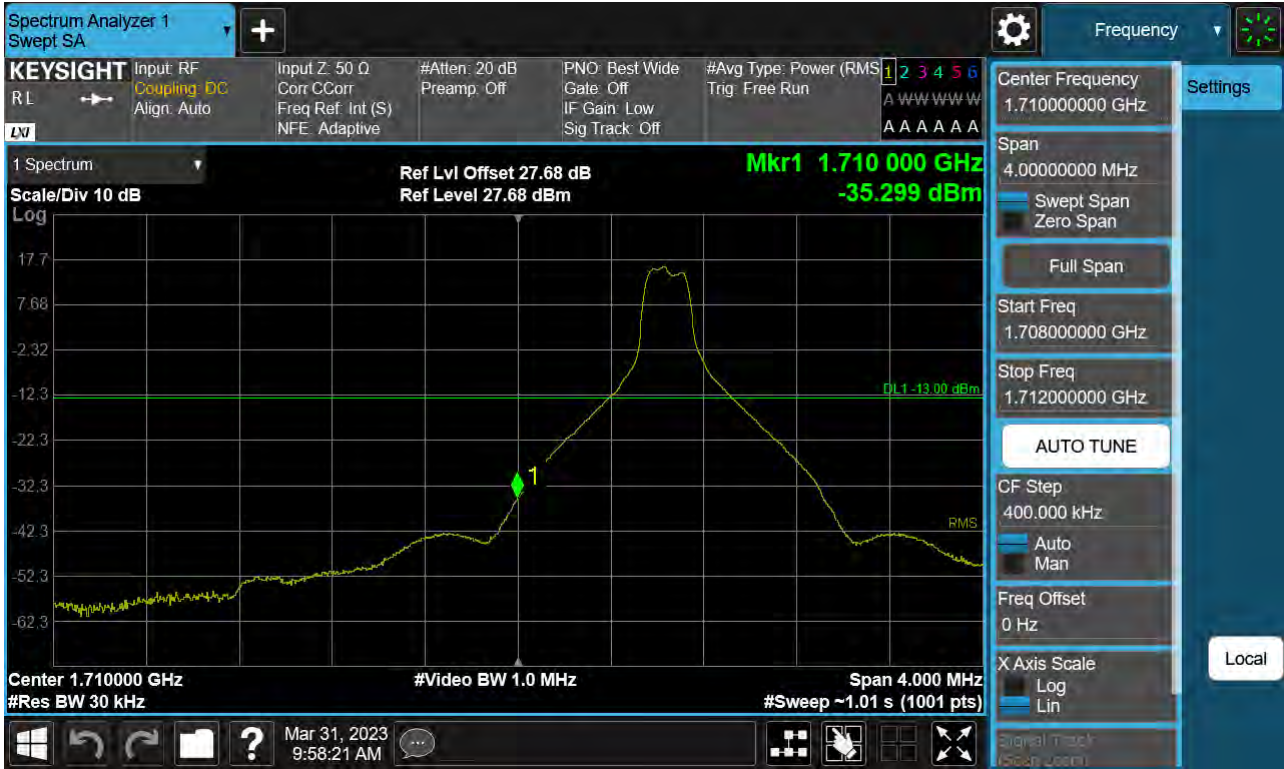 Spectrum Analyzer 1
Swept SA
Frequency
KEYSIGHT
R L
LXI
Input: RF
Coupling: DC
Align: Auto
Input Z: 50 Ω
Corr CCorr
Freq Ref: Int (S)
NFE: Adaptive
#Atten: 20 dB
Preamp: Off
PNO: Best Wide
Gate: Off
IF Gain: Low
Sig Track: Off
#Avg Type: Power (RMS
Trig: Free Run
1 2 3 4 5 6
A W W W W W
A A A A A A
1 Spectrum
Scale/Div 10 dB
Ref Lvl Offset 27.68 dB
Ref Level 27.68 dBm
Mkr1 1.710 000 GHz
-35.299 dBm
Log
17.7
7.68
-2.32
-12.3
-22.3
-32.3
-42.3
-52.3
-62.3
DL1 -13.00 dBm
1
RMS
Center 1.710000 GHz
#Res BW 30 kHz
#Video BW 1.0 MHz
Span 4.000 MHz
#Sweep ~1.01 s (1001 pts)
Center Frequency
1.710000000 GHz
Span
4.00000000 MHz
Swept Span
Zero Span
Full Span
Start Freq
1.708000000 GHz
Stop Freq
1.712000000 GHz
AUTO TUNE
CF Step
400.000 kHz
Auto
Man
Freq Offset
0 Hz
X Axis Scale
Log
Lin
Signal Track
(Span Zoom)
Settings
Local
?
Mar 31, 2023
9:58:21 AM